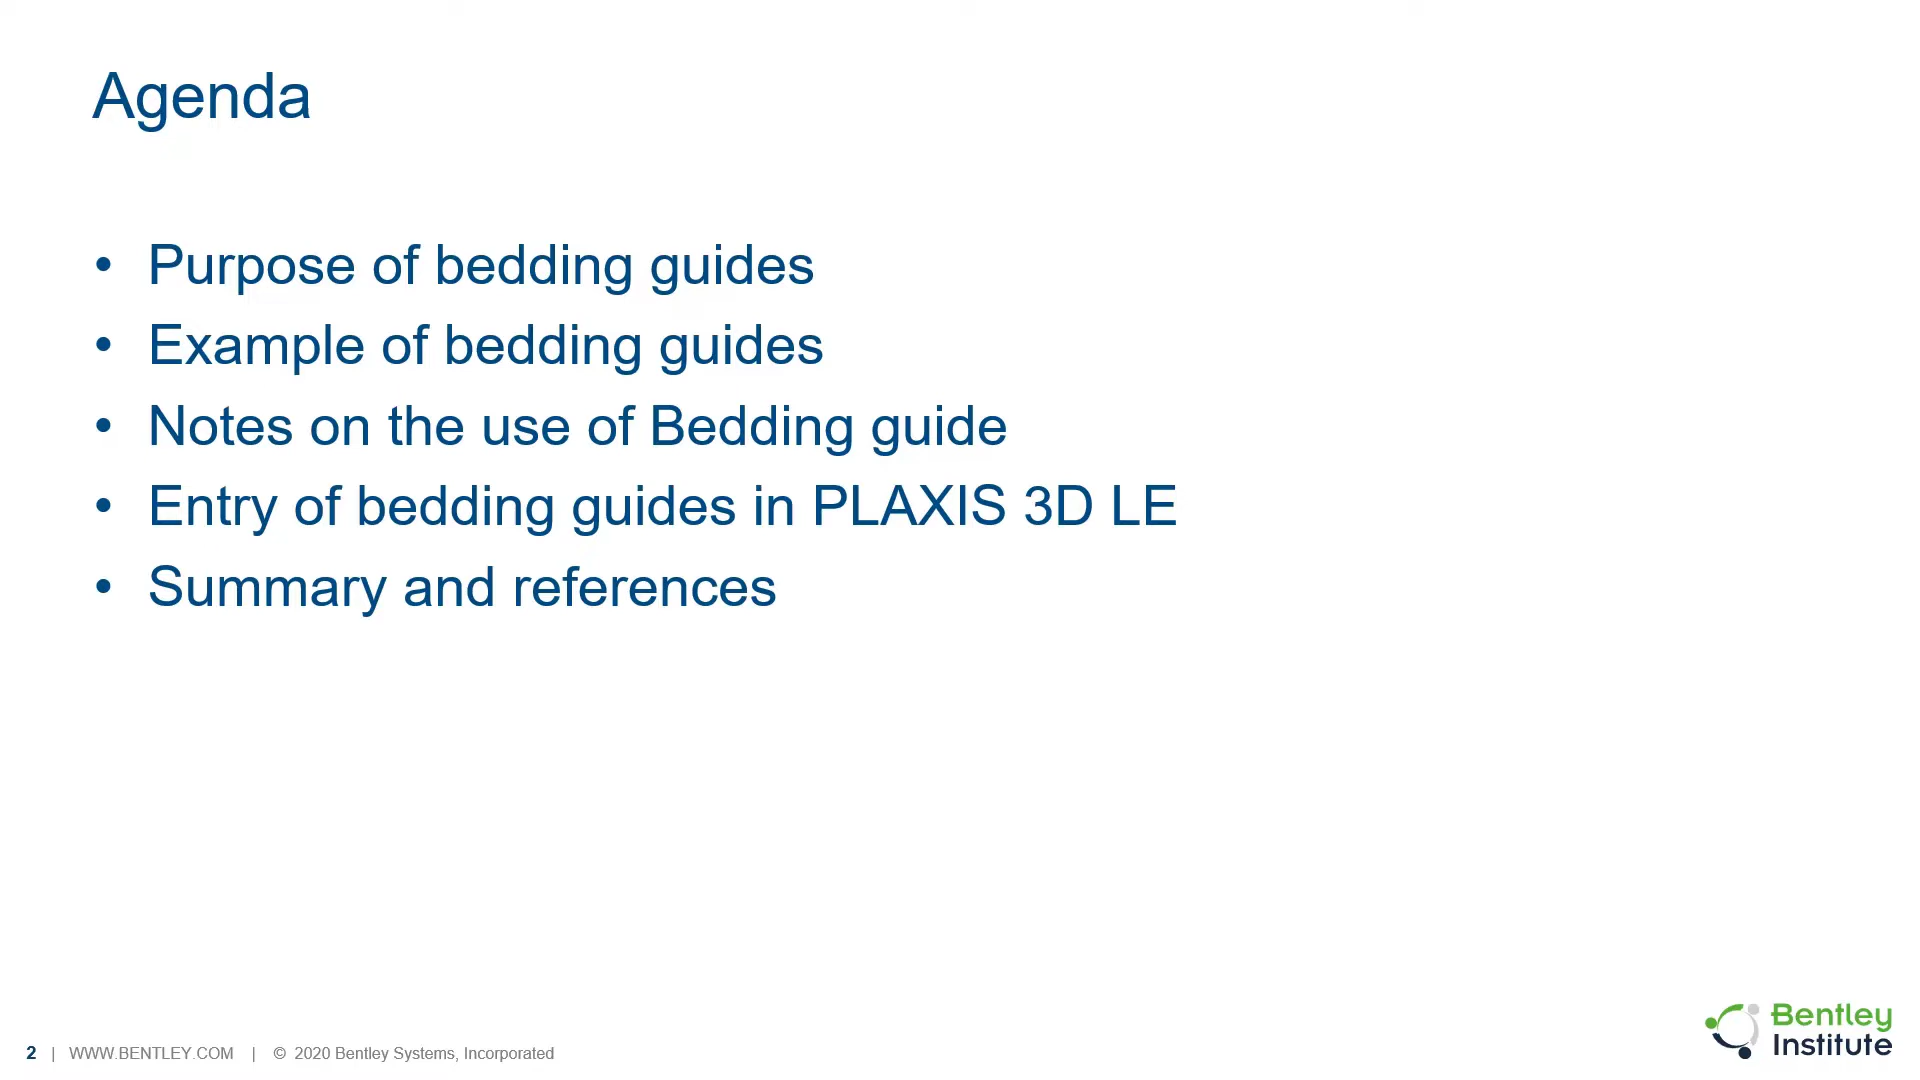 Agenda
• Purpose of bedding guides
• Example of bedding guides
• Notes on the use of Bedding guide
• Entry of bedding guides in PLAXIS 3D LE
• Summary and references
2 | WWW.BENTLEY.COM | © 2020 Bentley Systems, Incorporated
Bentley
Institute